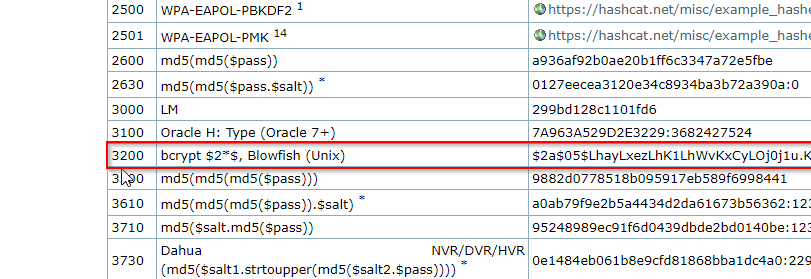 2500 WPA-EAPOL-PBKDF2 1 https://hashcat.net/misc/example_hashe
2501 WPA-EAPOL-PMK 14 https://hashcat.net/misc/example_hashe
2600 md5(md5($pass)) a936af92b0ae20b1ff6c3347a72e5fbe
2630 md5(md5($pass.$salt)) * 0127eecea3120e34c8934ba3b72a390a:0
3000 LM 299bd128c1101fd6
3100 Oracle H: Type (Oracle 7+) 7A963A529D2E3229:3682427524
3200 bcrypt $2*$, Blowfish (Unix) $2a$05$LhayLxezLhK1LhWvKxCyLOj0j1u.K
md5(md5(md5($pass))) 9882d0778518b095917eb589f6998441
3610 md5(md5(md5($pass)).$salt) * a0ab79f9e2b5a4434d2da61673b56362:123
3710 md5($salt.md5($pass)) 95248989ec91f6d0439dbde2bd0140be:123
3730 Dahua NVR/DVR/HVR 0e1484eb061b8e9cfd81868bba1dc4a0:229
(md5($salt1.strtoupper(md5($salt2.$pass)))) *